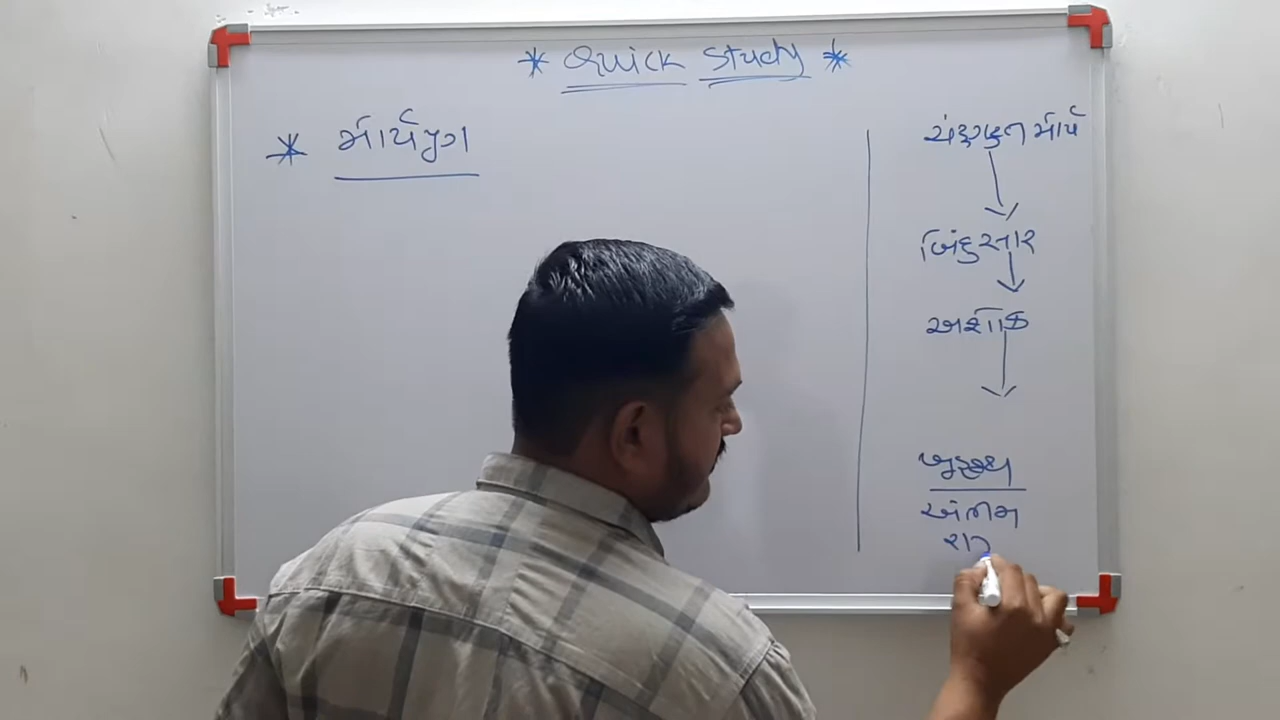 * Quick Study *
* મૌર્યયુગ
ચંદ્રગુપ્ત મૌર્ય
બિંદુસાર
અશોક
બૃહદ્રથ
અંતિમ
રાજ